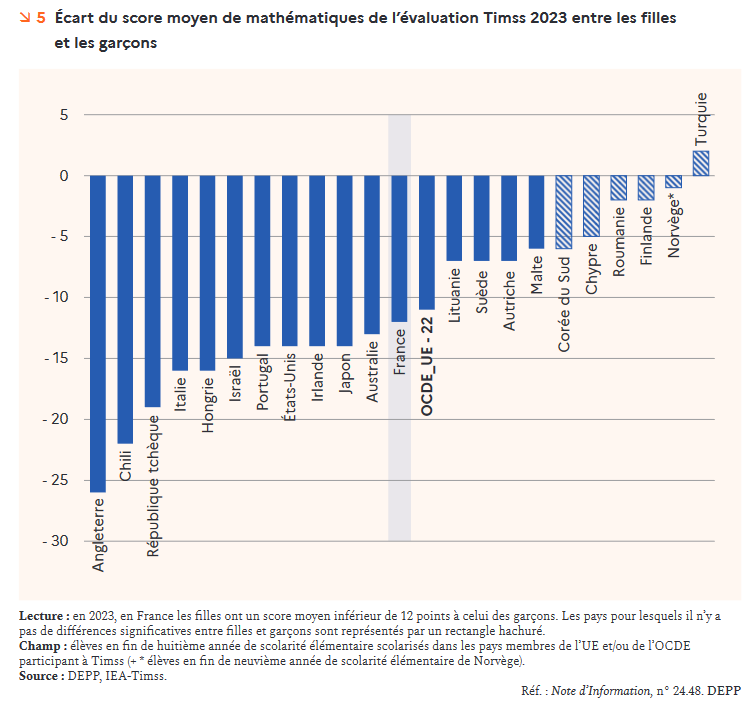 ↘ 5 Écart du score moyen de mathématiques de l’évaluation Timss 2023 entre les filles
et les garçons
5
0
- 5
- 10
- 15
- 20
- 25
- 30
Angleterre
Chili
République tchèque
Italie
Hongrie
Israël
Portugal
États-Unis
Irlande
Japon
Australie
France
OCDE_UE - 22
Lituanie
Suède
Autriche
Malte
Corée du Sud
Chypre
Roumanie
Finlande
Norvège*
Turquie
Lecture : en 2023, en France les filles ont un score moyen inférieur de 12 points à celui des garçons. Les pays pour lesquels il n’y a
pas de différences significatives entre filles et garçons sont représentés par un rectangle hachuré.
Champ : élèves en fin de huitième année de scolarité élémentaire scolarisés dans les pays membres de l’UE et/ou de l’OCDE
participant à Timss (+ * élèves en fin de neuvième année de scolarité élémentaire de Norvège).
Source : DEPP, IEA-Timss.
Réf. : Note d’Information, n° 24.48. DEPP